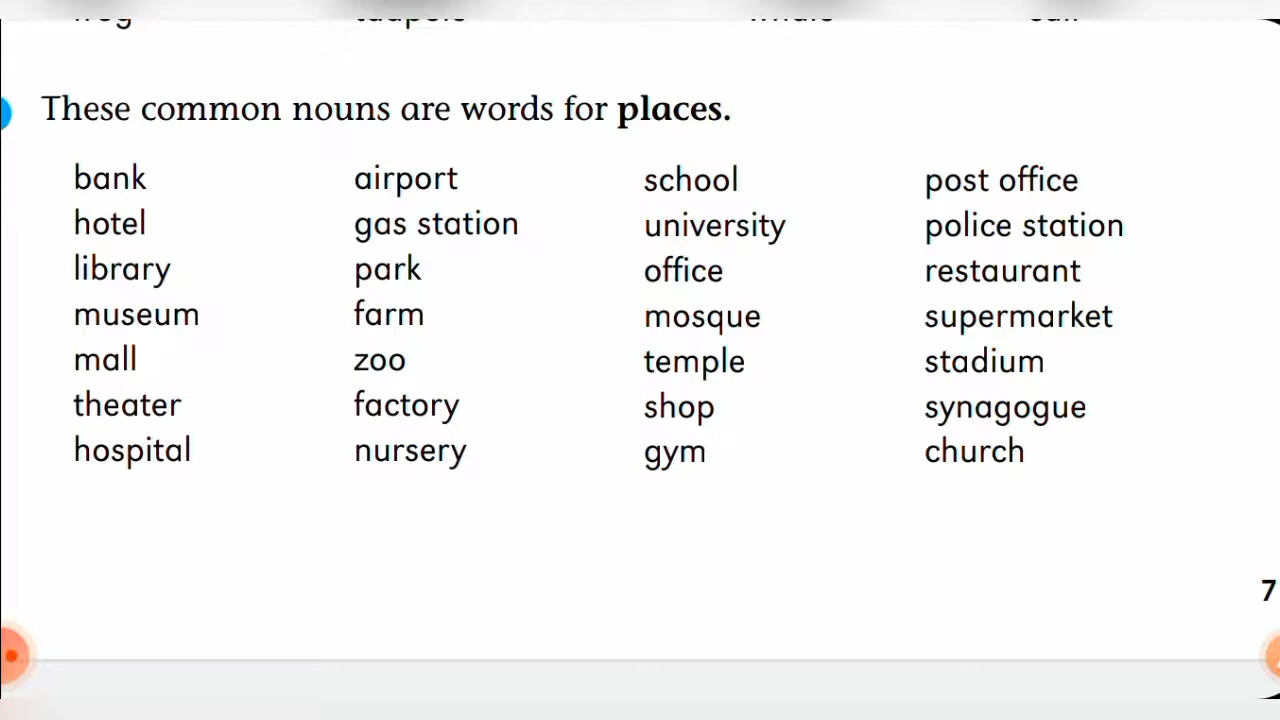 These common nouns are words for places.
bank airport school post office
hotel gas station university police station
library park office restaurant
museum farm mosque supermarket
mall zoo temple stadium
theater factory shop synagogue
hospital nursery gym church
7